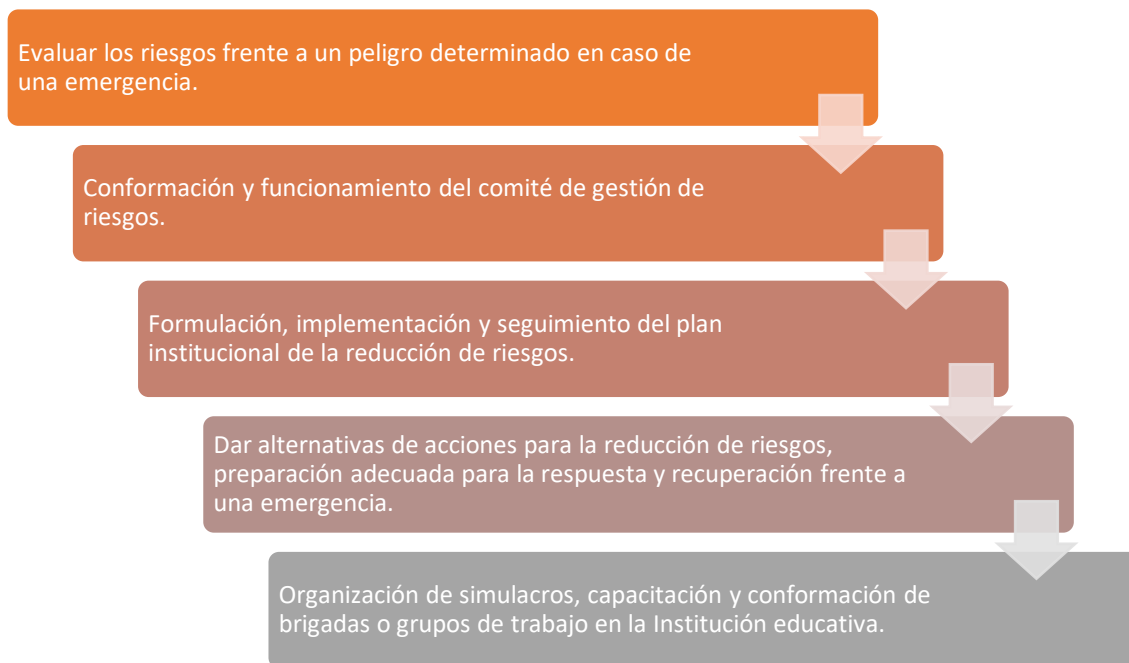 Evaluar los riesgos frente a un peligro determinado en caso de
una emergencia.
Conformación y funcionamiento del comité de gestión de
riesgos.
Formulación, implementación y seguimiento del plan
institucional de la reducción de riesgos.
Dar alternativas de acciones para la reducción de riesgos,
preparación adecuada para la respuesta y recuperación frente a
una emergencia.
Organización de simulacros, capacitación y conformación de
brigadas o grupos de trabajo en la Institución educativa.